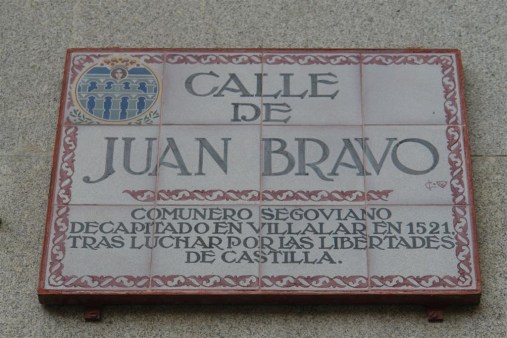 CALLE
DE
JUAN BRAVO
COMUNERO SEGOVIANO
DECAPITADO EN VILLALAR EN 1521.
TRAS LUCHAR POR LAS LIBERTADES
DE CASTILLA.